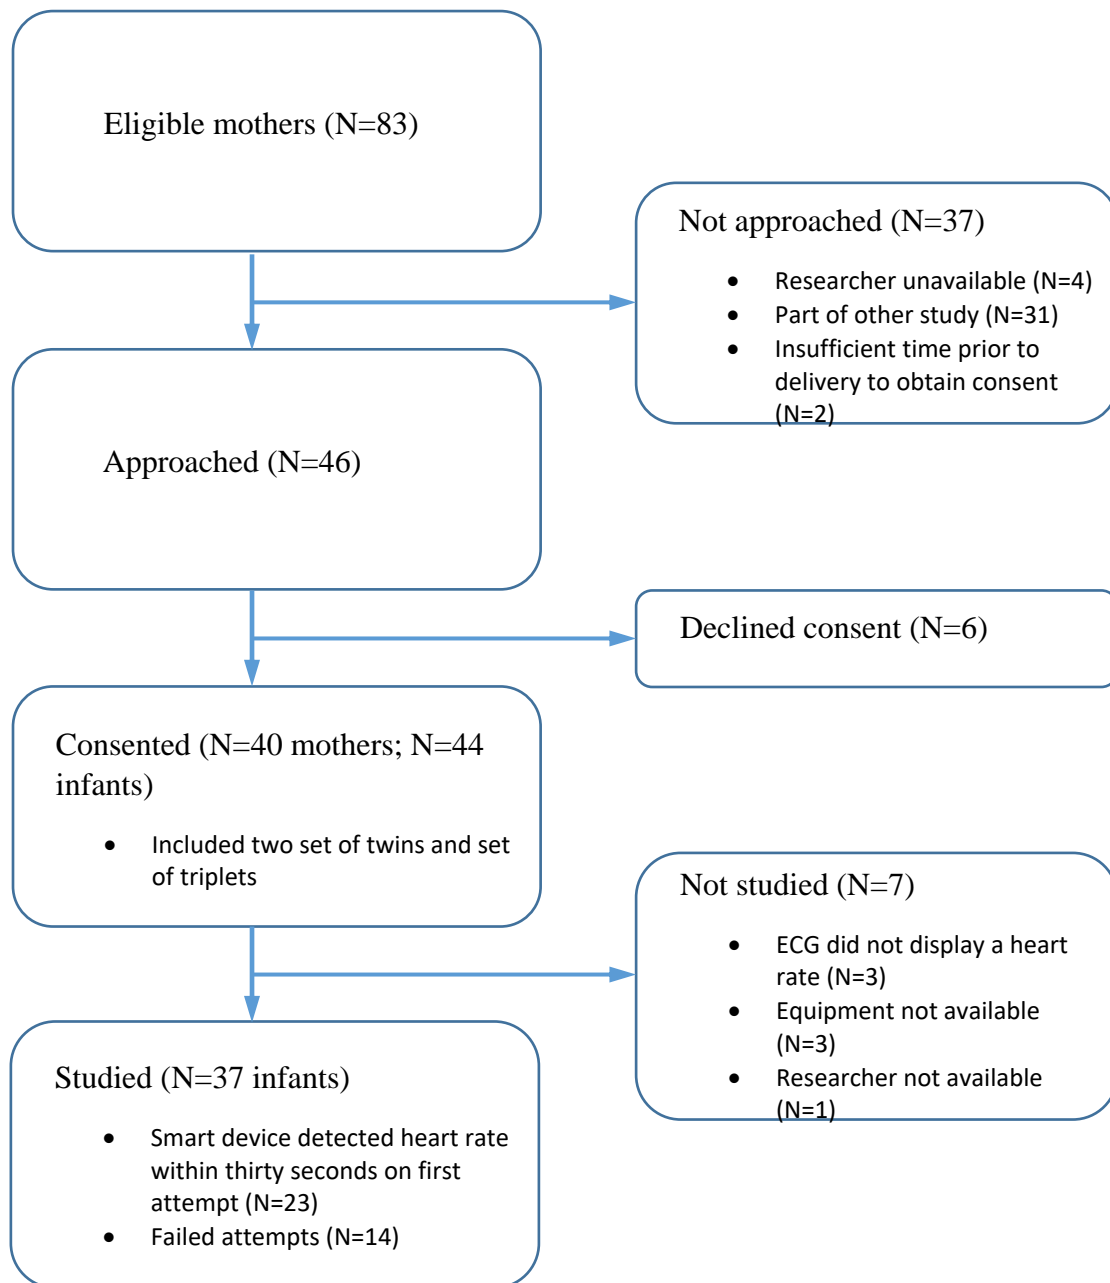 Eligible mothers (N=83)
Not approached (N=37)
• Researcher unavailable (N=4)
• Part of other study (N=31)
• Insufficient time prior to
delivery to obtain consent
(N=2)
Approached (N=46)
Declined consent (N=6)
Consented (N=40 mothers; N=44
infants)
• Included two set of twins and set
of triplets
Not studied (N=7)
• ECG did not display a heart
rate (N=3)
• Equipment not available
(N=3)
• Researcher not available
(N=1)
Studied (N=37 infants)
• Smart device detected heart rate
within thirty seconds on first
attempt (N=23)
• Failed attempts (N=14)